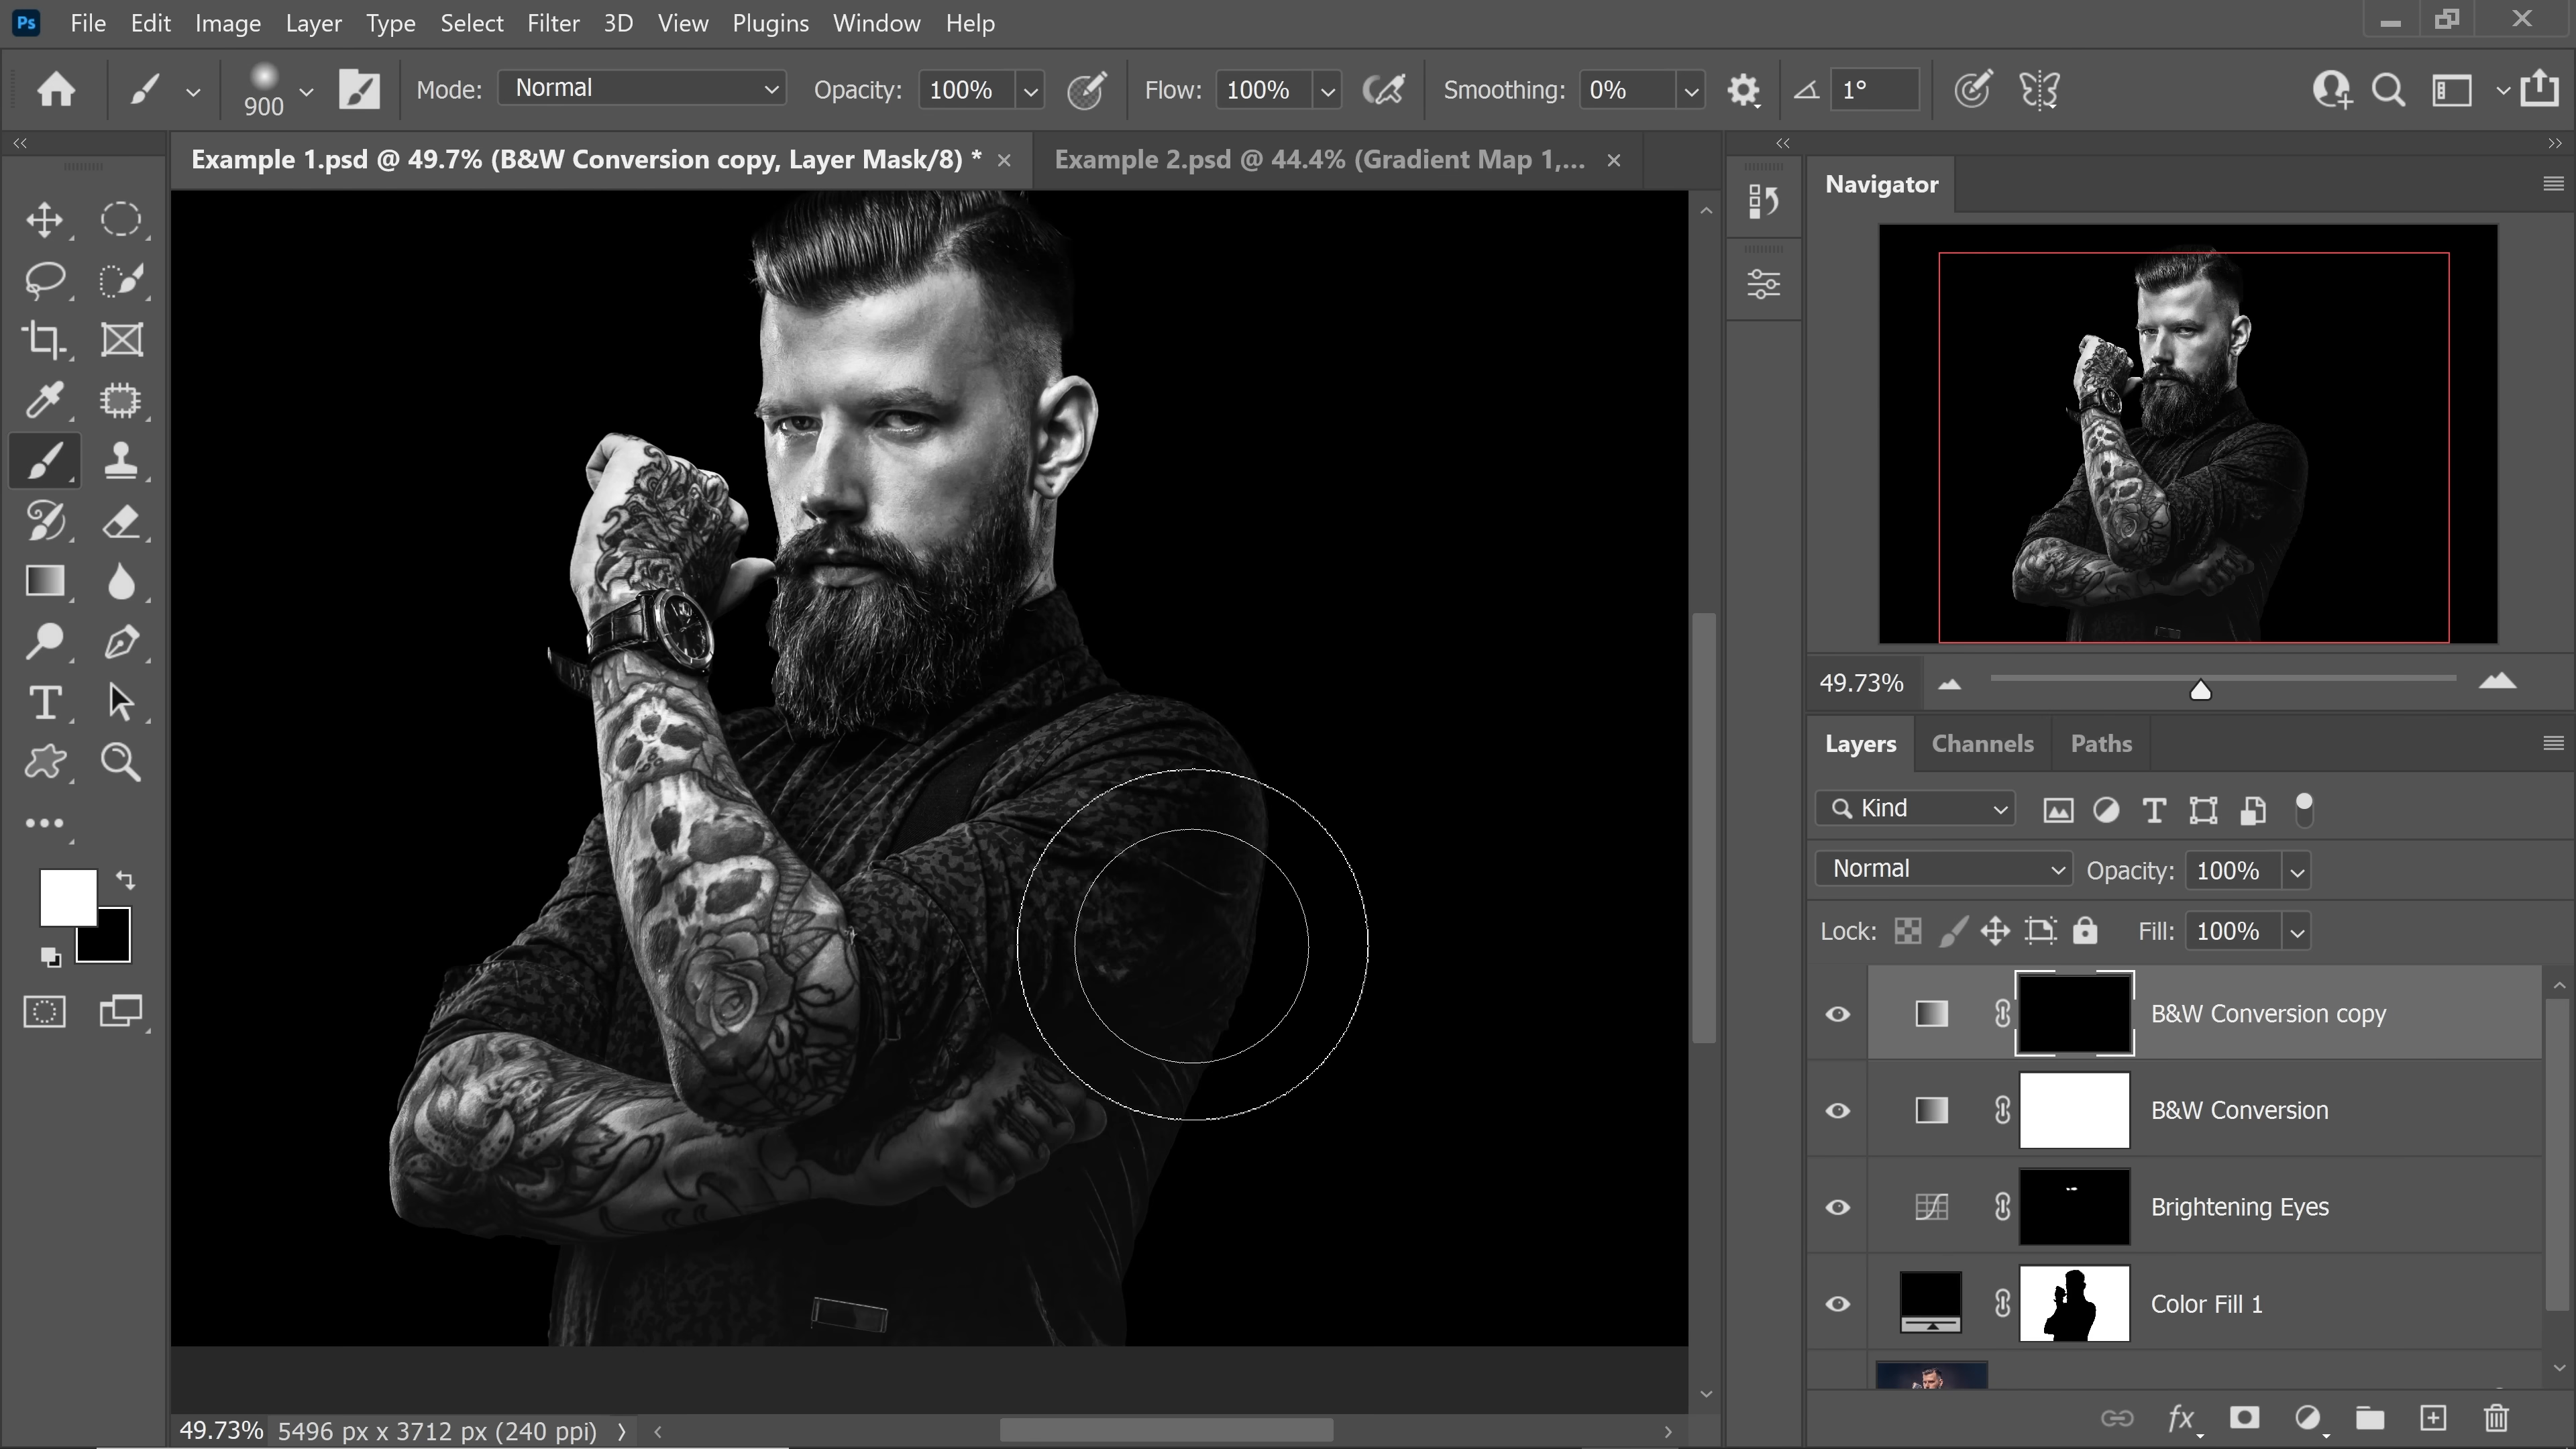 Ps File Edit Image Layer Type Select Filter 3D View Plugins Window Help
900 Mode: Normal Opacity: 100% Flow: 100% Smoothing: 0% 1°
Example 1.psd @ 49.7% (B&W Conversion copy, Layer Mask/8) * × Example 2.psd @ 44.4% (Gradient Map 1,... ×
Navigator
49.73%
Layers Channels Paths
Kind
Normal Opacity: 100%
Lock: Fill: 100%
B&W Conversion copy
B&W Conversion
Brightening Eyes
Color Fill 1
fx
49.73% 5496 px x 3712 px (240 ppi)